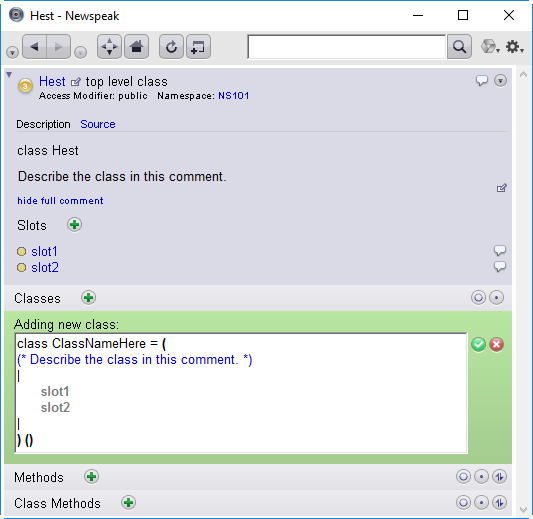 Hest - Newspeak
3 Hest top level class
Access Modifier: public Namespace: NS101
Description Source
class Hest
Describe the class in this comment.
hide full comment
Slots
slot1
slot2
Classes
Adding new class:
class ClassNameHere = (
(* Describe the class in this comment. *)
|
slot1
slot2
|
) ()
Methods
Class Methods